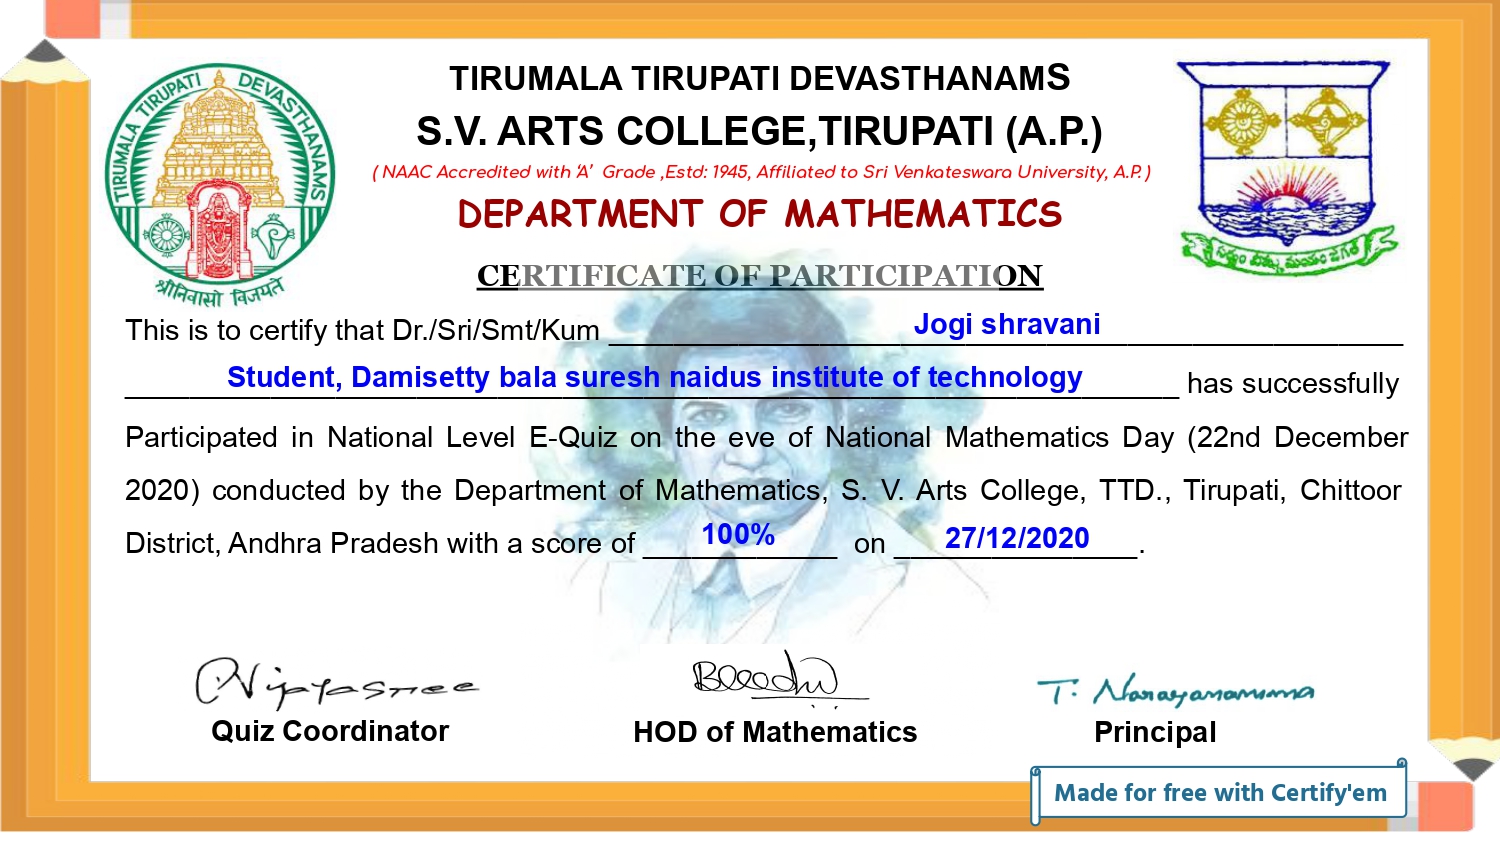 TIRUMALA TIRUPATI DEVASTHANAMS
श्रीनिवासो विजयते
TIRUMALA TIRUPATI DEVASTHANAMS
S.V. ARTS COLLEGE,TIRUPATI (A.P.)
( NAAC Accredited with ‘A’ Grade ,Estd: 1945, Affiliated to Sri Venkateswara University, A.P. )
DEPARTMENT OF MATHEMATICS
CERTIFICATE OF PARTICIPATION
This is to certify that Dr./Sri/Smt/Kum Jogi shravani
Student, Damisetty bala suresh naidus institute of technology has successfully
Participated in National Level E-Quiz on the eve of National Mathematics Day (22nd December
2020) conducted by the Department of Mathematics, S. V. Arts College, TTD., Tirupati, Chittoor
District, Andhra Pradesh with a score of 100% on 27/12/2020.
Vijayasree
T. Narayanamma
Quiz Coordinator
HOD of Mathematics
Principal
Made for free with Certify'em